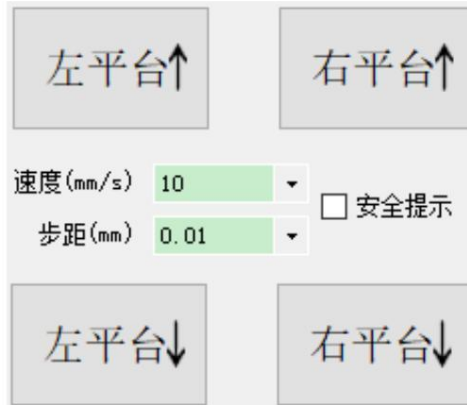 左平台↑ 右平台↑
速度(mm/s) 10
安全提示
步距(mm) 0.01
左平台↓ 右平台↓